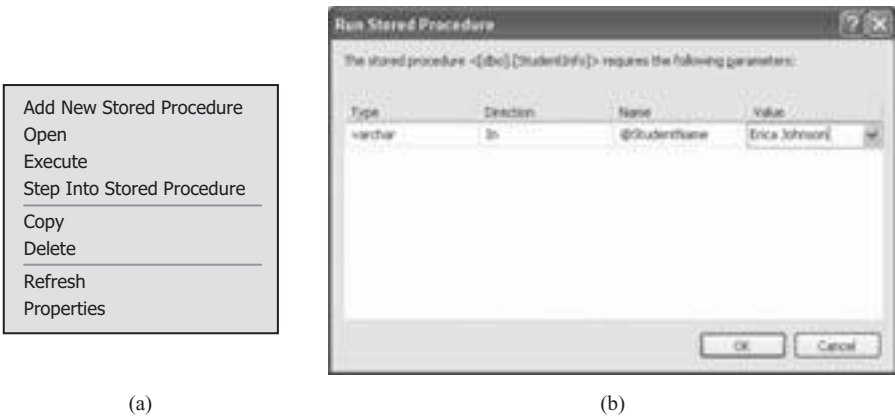 Add New Stored Procedure
Open
Execute
Step Into Stored Procedure
Copy
Delete
Refresh
Properties
(a)
Run Stored Procedure
The stored procedure <[dbo].[StudentInfo]> requires the following parameters:
Type Direction Name Value
varchar In @StudentName Erica Johnson
OK Cancel
(b)